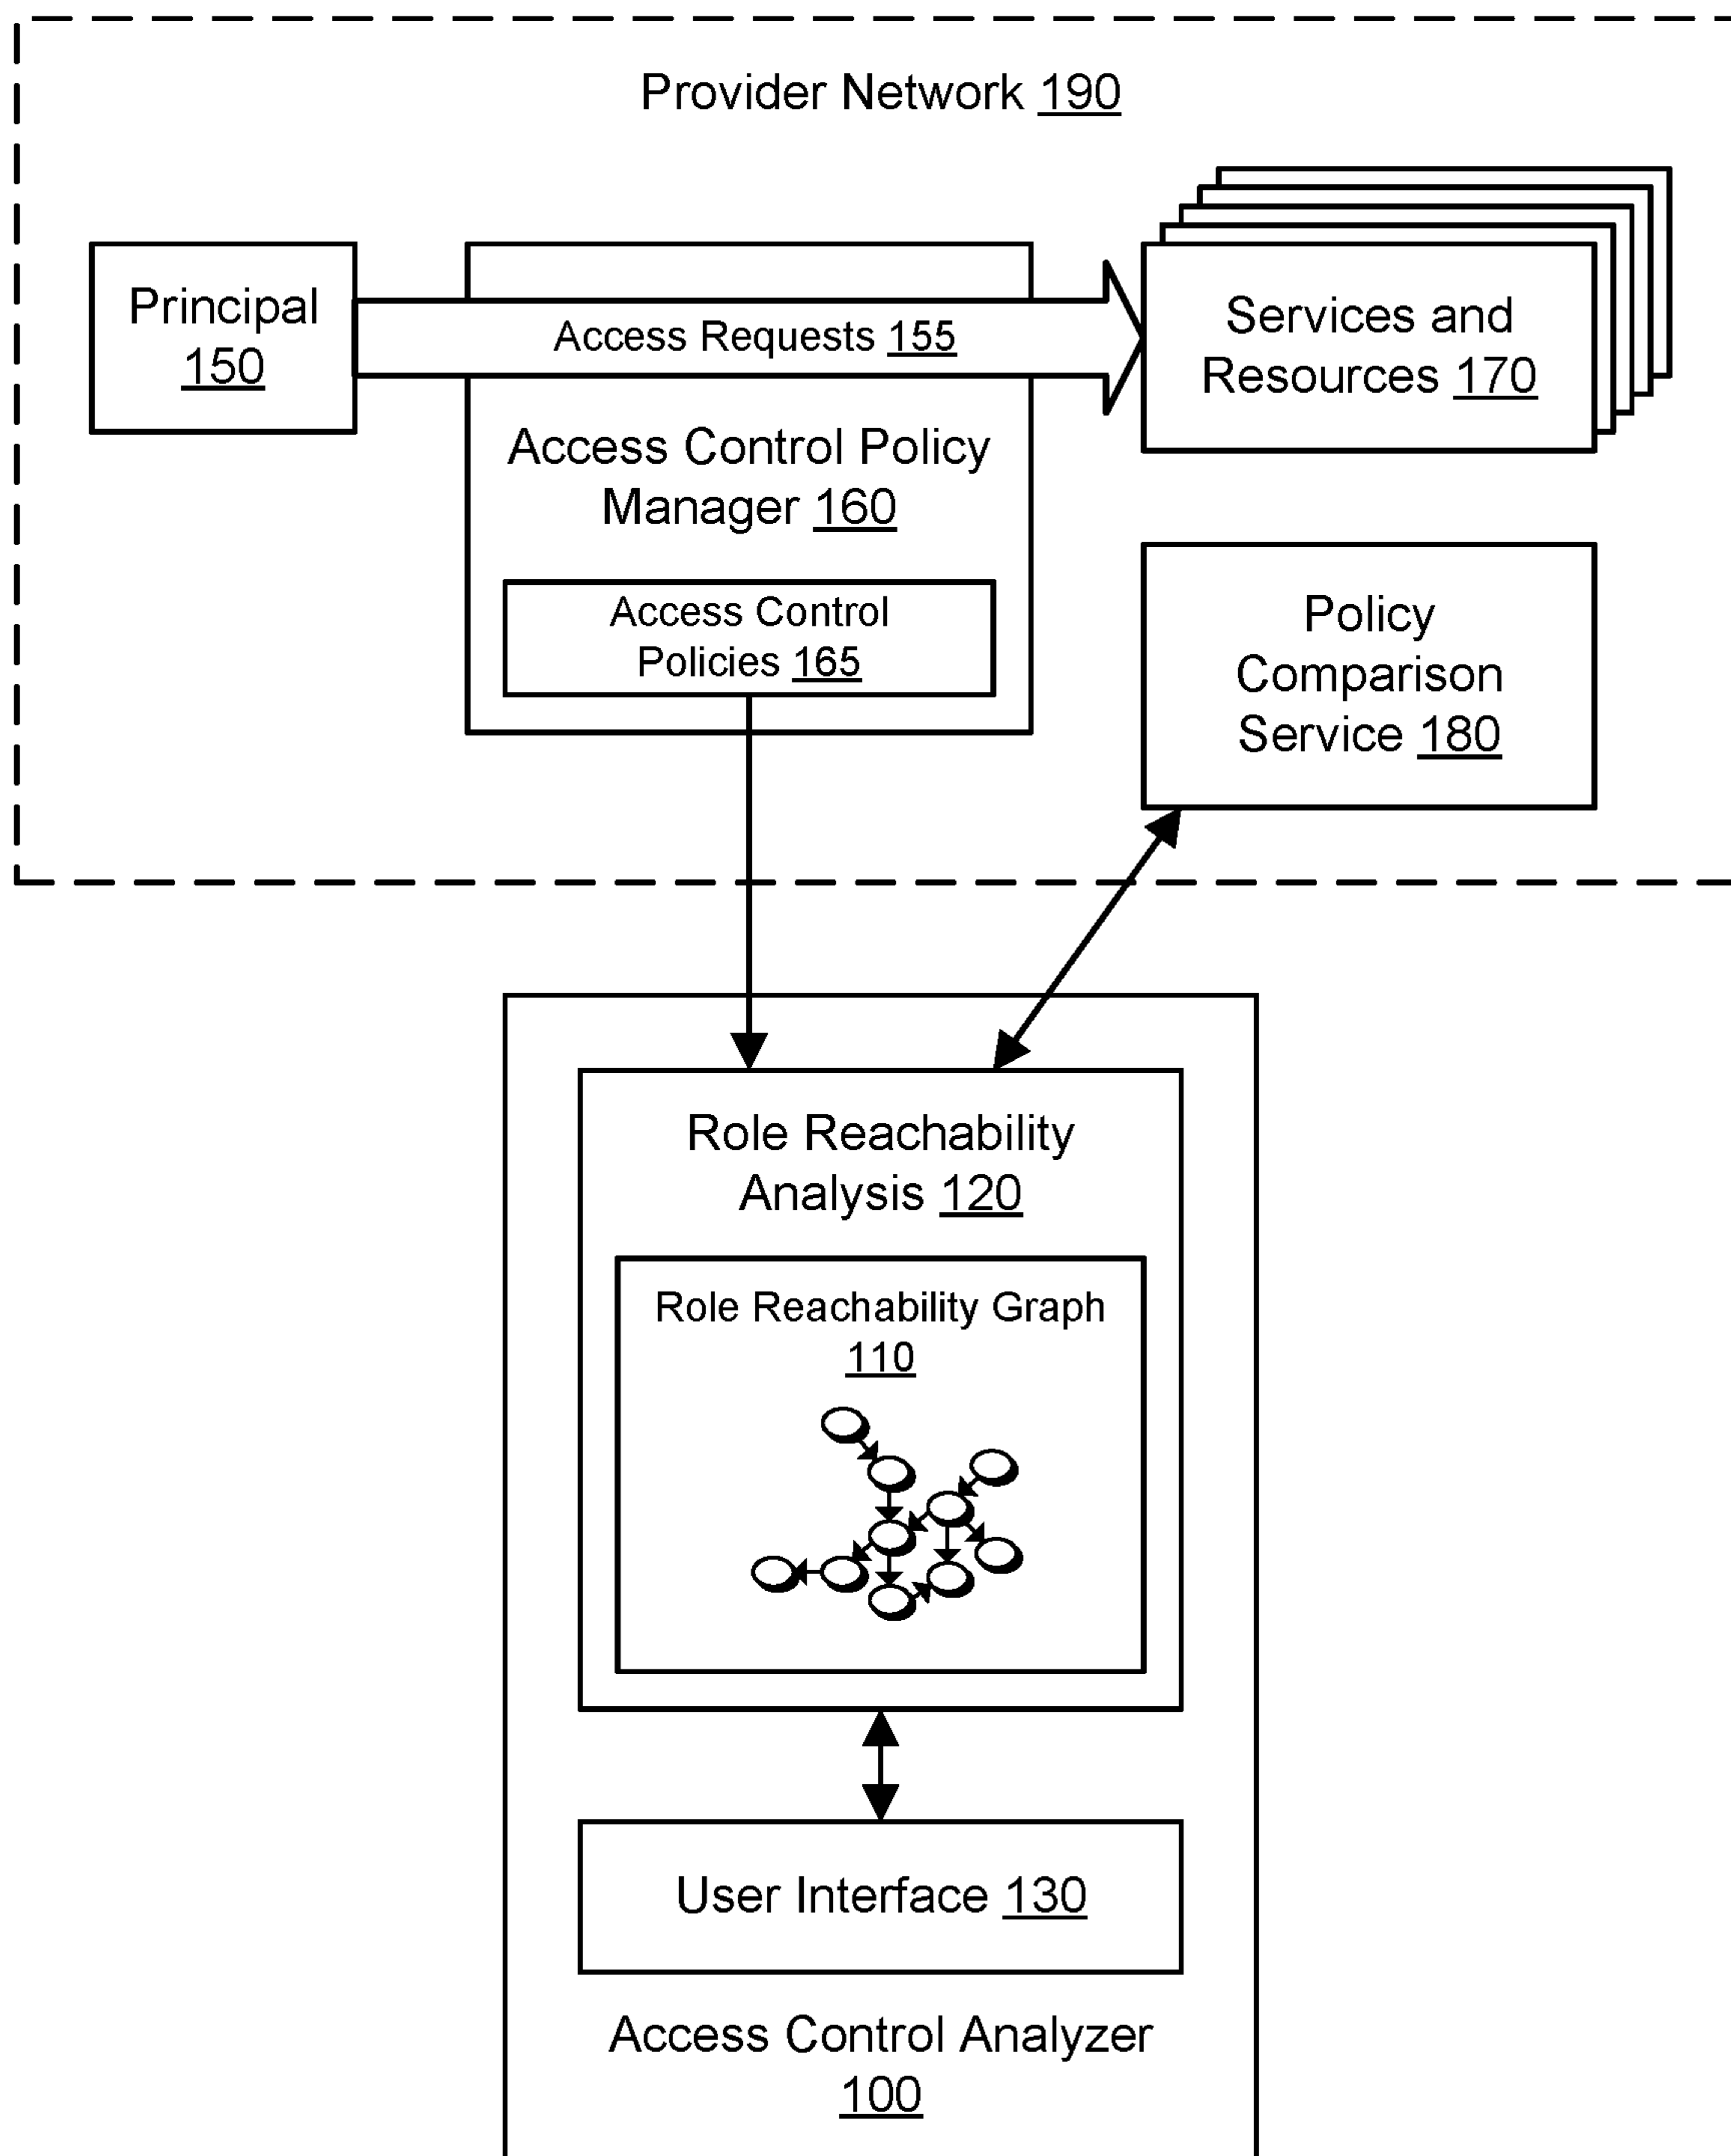 Provider Network 190
Principal
150
Access Requests 155
Services and
Resources 170
Access Control Policy
Manager 160
Access Control
Policies 165
Policy
Comparison
Service 180
Role Reachability
Analysis 120
Role Reachability Graph
110
User Interface 130
Access Control Analyzer
100